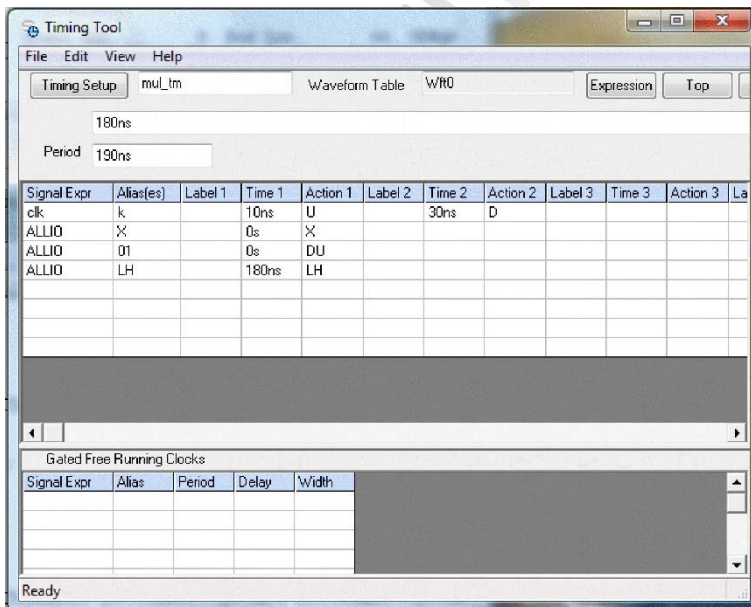 Timing Tool
File Edit View Help
Timing Setup mul_tm Waveform Table Wft0 Expression Top
180ns
Period 190ns
Signal Expr Alias(es) Label 1 Time 1 Action 1 Label 2 Time 2 Action 2 Label 3 Time 3 Action 3 La
clk k 10ns U 30ns D
ALLIO X 0s X
ALLIO 01 0s DU
ALLIO LH 180ns LH
Gated Free Running Clocks
Signal Expr Alias Period Delay Width
Ready